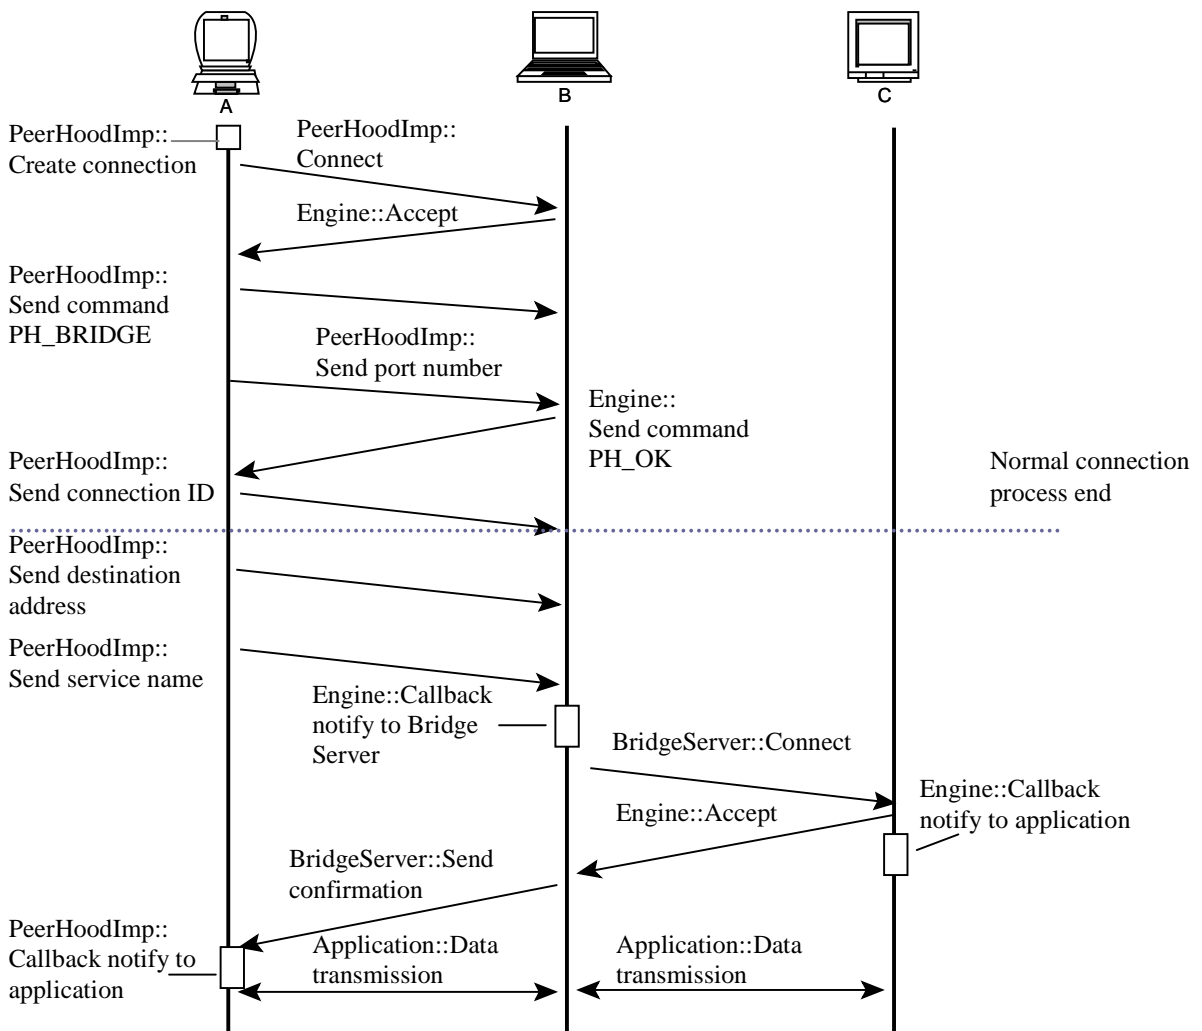 A
B
C
PeerHoodImp::
Create connection
PeerHoodImp::
Connect
Engine::Accept
PeerHoodImp::
Send command
PH_BRIDGE
PeerHoodImp::
Send port number
Engine::
Send command
PH_OK
PeerHoodImp::
Send connection ID
Normal connection
process end
PeerHoodImp::
Send destination
address
PeerHoodImp::
Send service name
Engine::Callback
notify to Bridge
Server
BridgeServer::Connect
Engine::Callback
notify to application
Engine::Accept
BridgeServer::Send
confirmation
PeerHoodImp::
Callback notify to
application
Application::Data
transmission
Application::Data
transmission